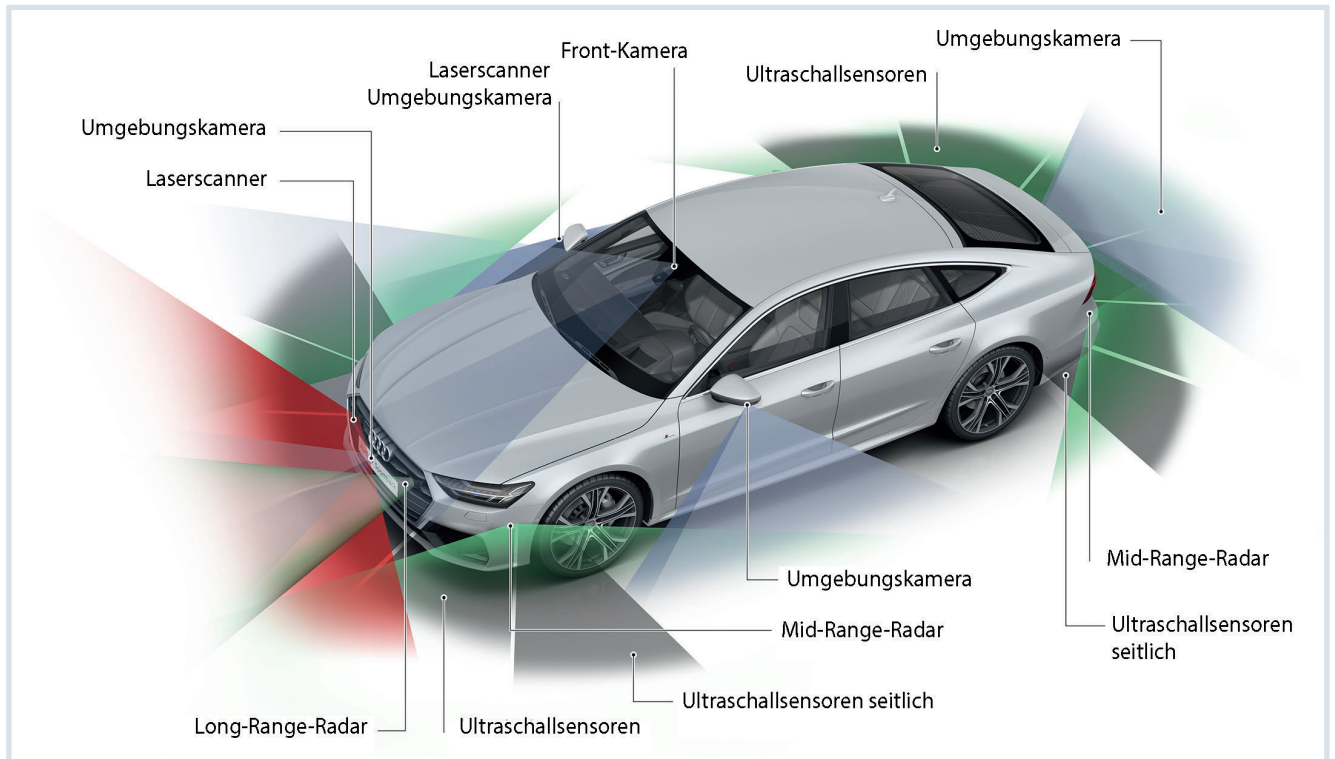 Umgebungskamera
Front-Kamera
Laserscanner
Umgebungskamera
Ultraschallsensoren
Umgebungskamera
Laserscanner
Mid-Range-Radar
Umgebungskamera
Ultraschallsensoren
seitlich
Mid-Range-Radar
Ultraschallsensoren seitlich
Long-Range-Radar
Ultraschallsensoren